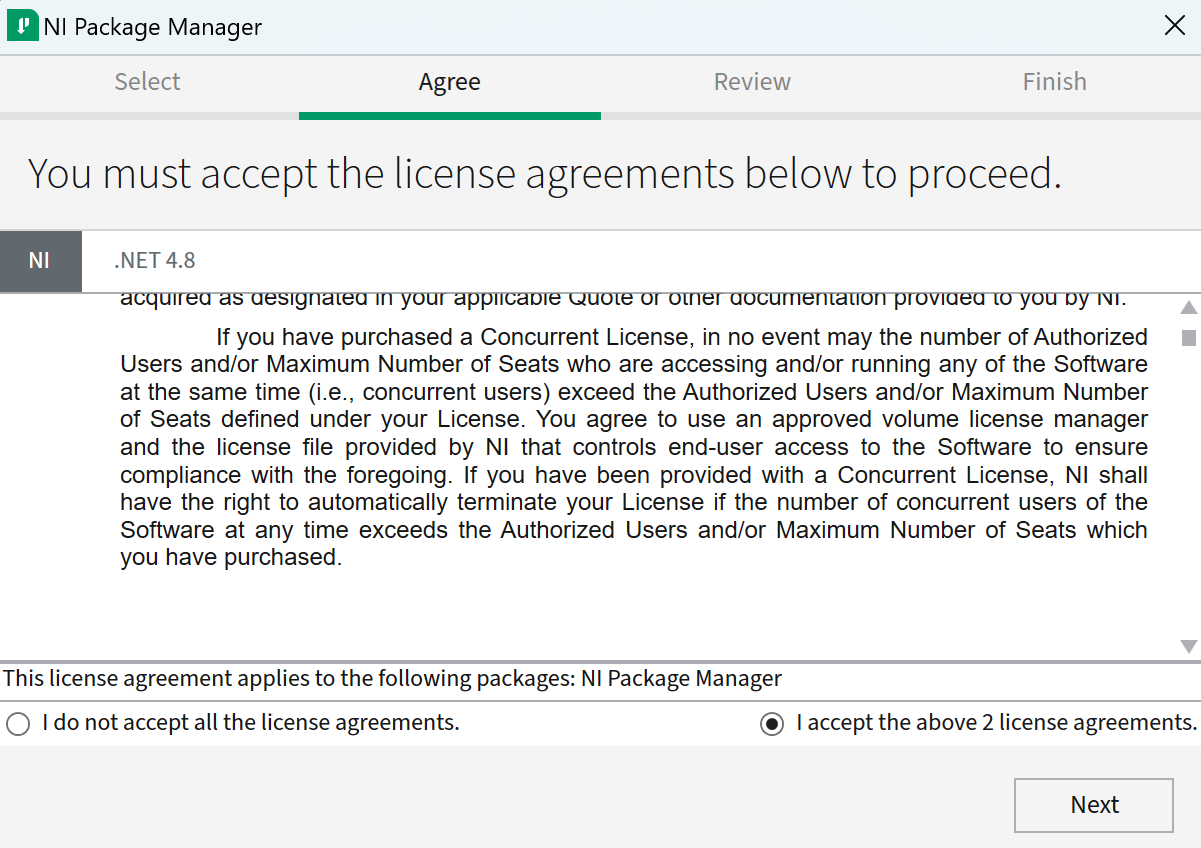 NI Package Manager
Select
Agree
Review
Finish
You must accept the license agreements below to proceed.
NI
.NET 4.8
acquired as designated in your applicable Quote or other documentation provided to you by NI.
If you have purchased a Concurrent License, in no event may the number of Authorized
Users and/or Maximum Number of Seats who are accessing and/or running any of the Software
at the same time (i.e., concurrent users) exceed the Authorized Users and/or Maximum Number
of Seats defined under your License. You agree to use an approved volume license manager
and the license file provided by NI that controls end-user access to the Software to ensure
compliance with the foregoing. If you have been provided with a Concurrent License, NI shall
have the right to automatically terminate your License if the number of concurrent users of the
Software at any time exceeds the Authorized Users and/or Maximum Number of Seats which
you have purchased.
This license agreement applies to the following packages: NI Package Manager
I do not accept all the license agreements.
I accept the above 2 license agreements.
Next